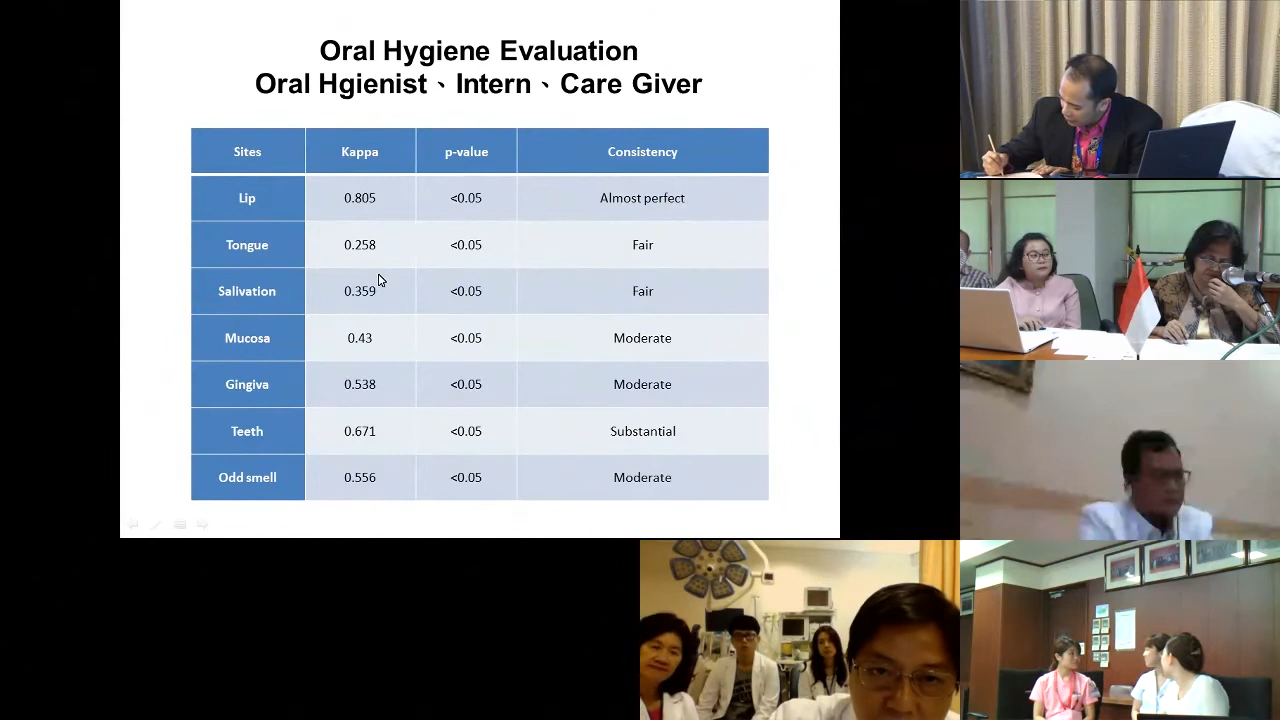 Oral Hygiene Evaluation
Oral Hgienist、Intern、Care Giver
Sites Kappa p-value Consistency
Lip 0.805 <0.05 Almost perfect
Tongue 0.258 <0.05 Fair
Salivation 0.359 <0.05 Fair
Mucosa 0.43 <0.05 Moderate
Gingiva 0.538 <0.05 Moderate
Teeth 0.671 <0.05 Substantial
Odd smell 0.556 <0.05 Moderate